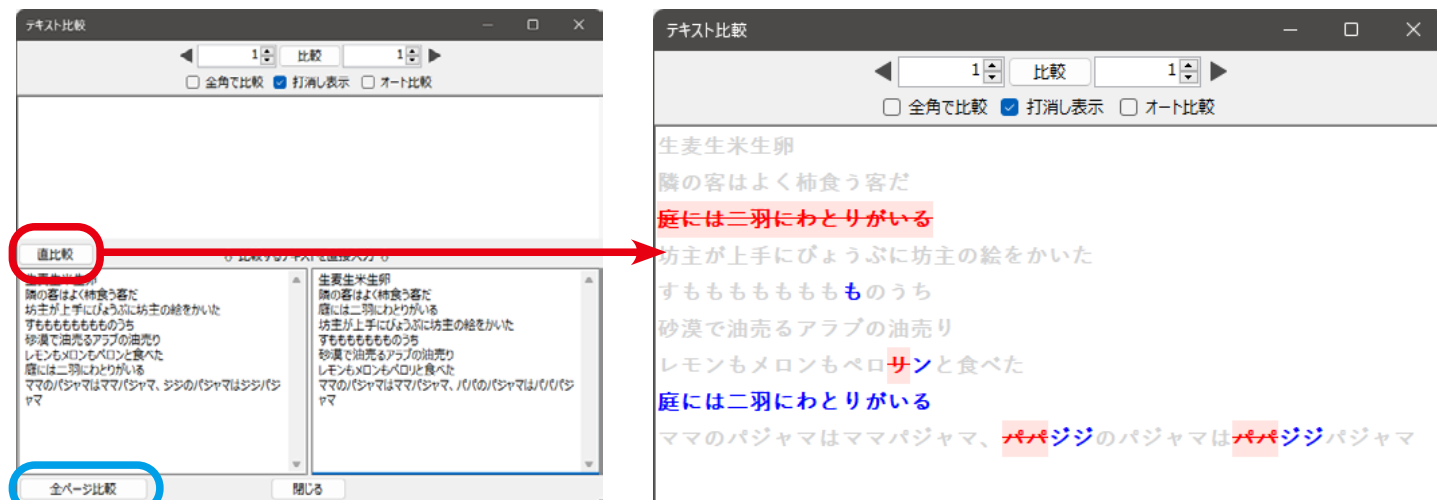 テキスト比較
1 比較 1
全角で比較 打消し表示 オート比較
直比較
比較するテキストを直接入力
生麦生米生卵
隣の客はよく柿食う客だ
坊主が上手にびょうぶに坊主の絵をかいた
すもももももももものうち
砂漠で油売るアラブの油売り
レモンもメロンもペロンと食べた
庭には二羽にわとりがいる
ママのパジャマはママパジャマ、ジジのパジャマはジジパジ
ャマ
生麦生米生卵
隣の客はよく柿食う客だ
庭には二羽にわとりがいる
坊主が上手にびょうぶに坊主の絵をかいた
すももももももものうち
砂漠で油売るアラブの油売り
レモンもメロンもペロサと食べた
ママのパジャマはママパジャマ、パパのパジャマはパパパジ
ャマ
全ページ比較 閉じる
テキスト比較
1 比較 1
全角で比較 打消し表示 オート比較
生麦生米生卵
隣の客はよく柿食う客だ
庭には二羽にわとりがいる
坊主が上手にびょうぶに坊主の絵をかいた
すもももももももものうち
砂漠で油売るアラブの油売り
レモンもメロンもペロサンと食べた
庭には二羽にわとりがいる
ママのパジャマはママパジャマ、パパジジのパジャマはパパジジパジャマ